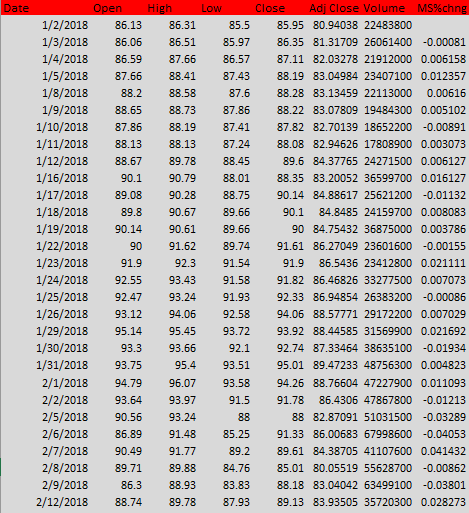 Date Open High Low Close Adj Close Volume MS%chng
1/2/2018 86.13 86.31 85.5 85.95 80.94038 22483800
1/3/2018 86.06 86.51 85.97 86.35 81.31709 26061400 -0.00081
1/4/2018 86.59 87.66 86.57 87.11 82.03278 21912000 0.006158
1/5/2018 87.66 88.41 87.43 88.19 83.04984 23407100 0.012357
1/8/2018 88.2 88.58 87.6 88.28 83.13459 22113000 0.00616
1/9/2018 88.65 88.73 87.86 88.22 83.07809 19484300 0.005102
1/10/2018 87.86 88.19 87.41 87.82 82.70139 18652200 -0.00891
1/11/2018 88.13 88.13 87.24 88.08 82.94626 17808900 0.003073
1/12/2018 88.67 89.78 88.45 89.6 84.37765 24271500 0.006127
1/16/2018 90.1 90.79 88.01 88.35 83.20052 36599700 0.016127
1/17/2018 89.08 90.28 88.75 90.14 84.88617 25621200 -0.01132
1/18/2018 89.8 90.67 89.66 90.1 84.8485 24159700 0.008083
1/19/2018 90.14 90.61 89.66 90 84.75432 36875000 0.003786
1/22/2018 90 91.62 89.74 91.61 86.27049 23601600 -0.00155
1/23/2018 91.9 92.3 91.54 91.9 86.5436 23412800 0.021111
1/24/2018 92.55 93.43 91.58 91.82 86.46826 33277500 0.007073
1/25/2018 92.47 93.24 91.93 92.33 86.94854 26383200 -0.00086
1/26/2018 93.12 94.06 92.58 94.06 88.57771 29172200 0.007029
1/29/2018 95.14 95.45 93.72 93.92 88.44585 31569900 0.021692
1/30/2018 93.3 93.66 92.1 92.74 87.33464 38635100 -0.01934
1/31/2018 93.75 95.4 93.51 95.01 89.47233 48756300 0.004823
2/1/2018 94.79 96.07 93.58 94.26 88.76604 47227900 0.011093
2/2/2018 93.64 93.97 91.5 91.78 86.4306 47867800 -0.01213
2/5/2018 90.56 93.24 88 88 82.87091 51031500 -0.03289
2/6/2018 86.89 91.48 85.25 91.33 86.00683 67998600 -0.04053
2/7/2018 90.49 91.77 89.2 89.61 84.38705 41107600 0.041432
2/8/2018 89.71 89.88 84.76 85.01 80.05519 55628700 -0.00862
2/9/2018 86.3 88.93 83.83 88.18 83.04042 63499100 -0.03801
2/12/2018 88.74 89.78 87.93 89.13 83.93505 35720300 0.028273